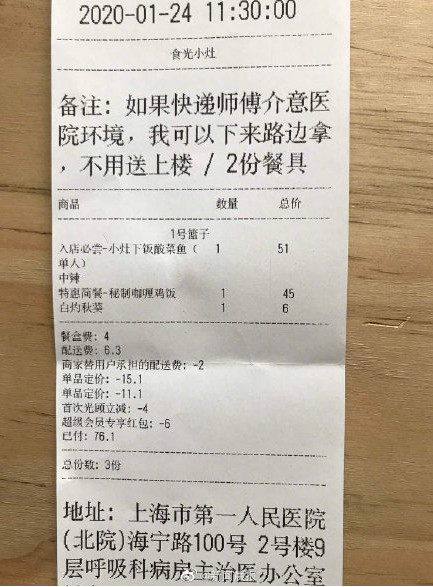 2020-01-24 11:30:00
食光小灶
备注: 如果快递师傅介意医
院环境，我可以下来路边拿
，不用送上楼 / 2份餐具
商品 数量 总价
1号篮子
入店必尝-小灶下饭酸菜鱼（ 1 51
单人）
中辣
特惠简餐-秘制咖喱鸡饭 1 45
白灼秋葵 1 6
餐盒费: 4
配送费: 6.3
商家替用户承担的配送费: -2
单品定价: -15.1
单品定价: -11.1
首次光顾立减: -4
超级会员专享红包: -6
已付: 76.1
总份数: 3份
地址: 上海市第一人民医院
(北院)海宁路100号 2号楼9
层呼吸科病房主治医办公室